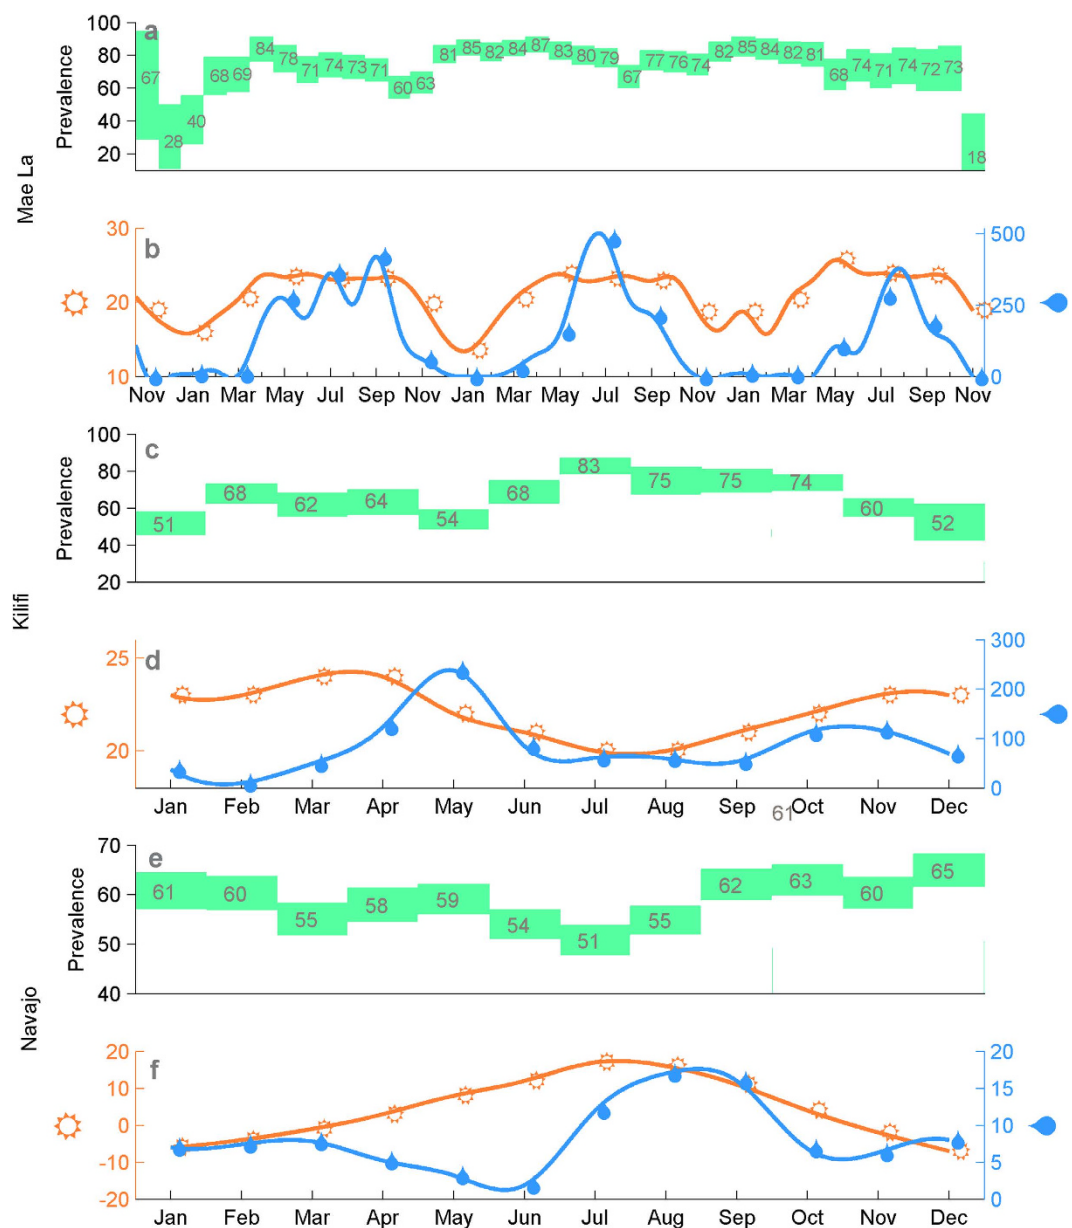 Mae La
Prevalence
a
100
80
60
40
20
67 28 40 68 69 84 78 71 74 73 71 60 63 81 85 82 84 87 83 80 79 67 77 76 74 82 85 84 82 81 68 74 71 74 72 73 18
b
30
20
10
500
250
0
Nov Jan Mar May Jul Sep Nov Jan Mar May Jul Sep Nov Jan Mar May Jul Sep Nov
Kilifi
Prevalence
c
100
80
60
40
20
51 68 62 64 54 68 83 75 75 74 60 52
d
25
20
300
200
100
0
Jan Feb Mar Apr May Jun Jul Aug Sep Oct Nov Dec
61
Navajo
Prevalence
e
70
60
50
40
61 60 55 58 59 54 51 55 62 63 60 65
f
20
10
0
-10
-20
20
15
10
5
0
Jan Feb Mar Apr May Jun Jul Aug Sep Oct Nov Dec